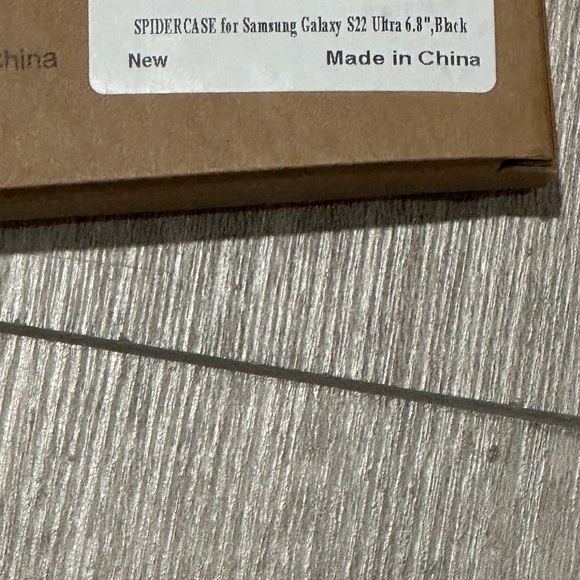 SPIDERCASE for Samsung Galaxy S22 Ultra 6.8",Black
New Made in China
China